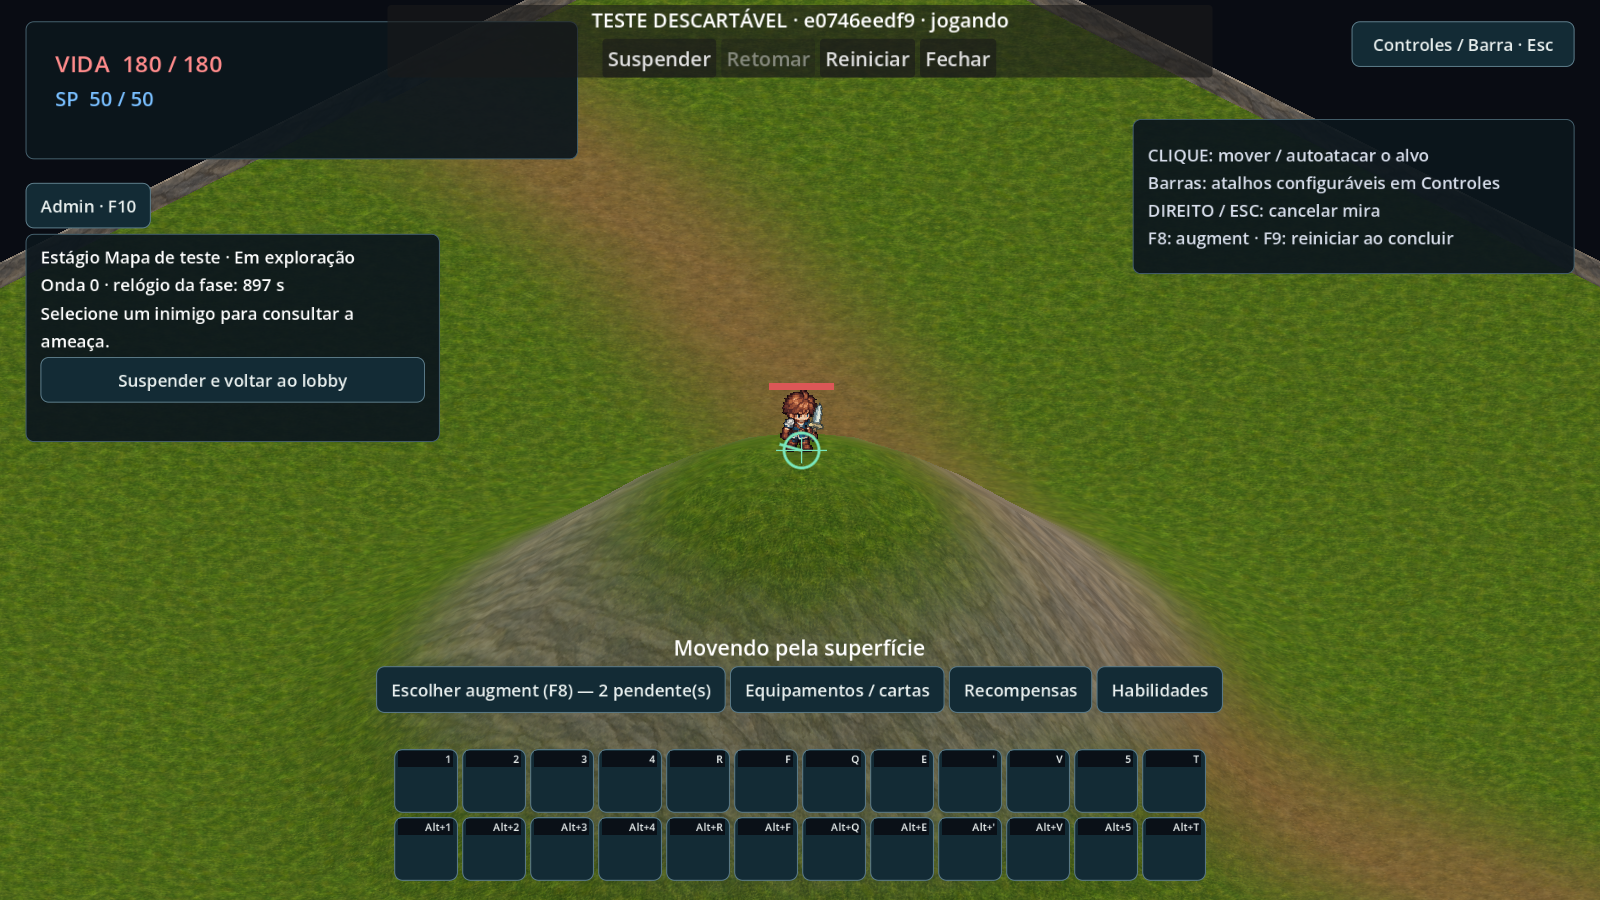 TESTE DESCARTÁVEL · e0746eedf9 · jogando
Suspender Retomar Reiniciar Fechar
VIDA 180 / 180
SP 50 / 50
Controles / Barra · Esc
CLIQUE: mover / autoatacar o alvo
Barras: atalhos configuráveis em Controles
DIREITO / ESC: cancelar mira
F8: augment · F9: reiniciar ao concluir
Admin · F10
Estágio Mapa de teste · Em exploração
Onda 0 · relógio da fase: 897 s
Selecione um inimigo para consultar a
ameaça.
Suspender e voltar ao lobby
Movendo pela superfície
Escolher augment (F8) — 2 pendente(s) Equipamentos / cartas Recompensas Habilidades
1 2 3 4 R F Q E ' V 5 T
Alt+1 Alt+2 Alt+3 Alt+4 Alt+R Alt+F Alt+Q Alt+E Alt+' Alt+V Alt+5 Alt+T